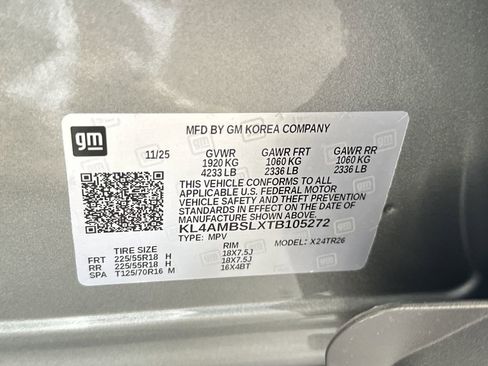 gm
MFD BY GM KOREA COMPANY
11/25 GVWR GAWR FRT GAWR RR
1920 KG 1060 KG 1060 KG
4233 LB 2336 LB 2336 LB
THIS VEHICLE CONFORMS TO ALL
APPLICABLE U.S. FEDERAL MOTOR
VEHICLE SAFETY AND THEFT PREVENTION
STANDARDS IN EFFECT ON THE DATE OF
MANUFACTURE SHOWN ABOVE.
KL4AMBSLXTB105272
TYPE: MPV MODEL: X24TR26
TIRE SIZE RIM
FRT 225/55R18 H 18X7.5J
RR 225/55R18 H 18X7.5J
SPA T125/70R16 M 16X4BT